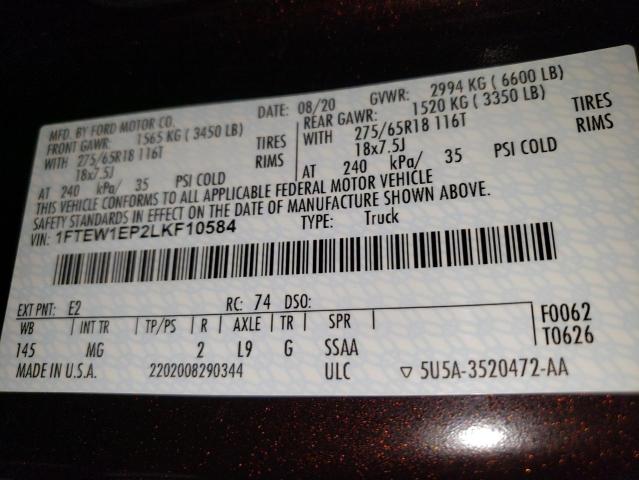 MFD. BY FORD MOTOR CO. DATE: 08/20 GVWR: 2994 KG ( 6600 LB)
FRONT GAWR: 1565 KG ( 3450 LB) REAR GAWR: 1520 KG ( 3350 LB)
WITH 275/65R18 116T TIRES WITH 275/65R18 116T TIRES
18x7.5J RIMS 18x7.5J RIMS
AT 240 kPa/ 35 PSI COLD AT 240 kPa/ 35 PSI COLD
THIS VEHICLE CONFORMS TO ALL APPLICABLE FEDERAL MOTOR VEHICLE
SAFETY STANDARDS IN EFFECT ON THE DATE OF MANUFACTURE SHOWN ABOVE.
VIN: 1FTEW1EP2LKF10584 TYPE: Truck
EXT PNT: E2 RC: 74 DSO:
WB INT TR TP/PS R AXLE TR SPR F0062
145 MG 2 L9 G SSAA T0626
MADE IN U.S.A. 2202008290344 ULC ▽ 5U5A-3520472-AA